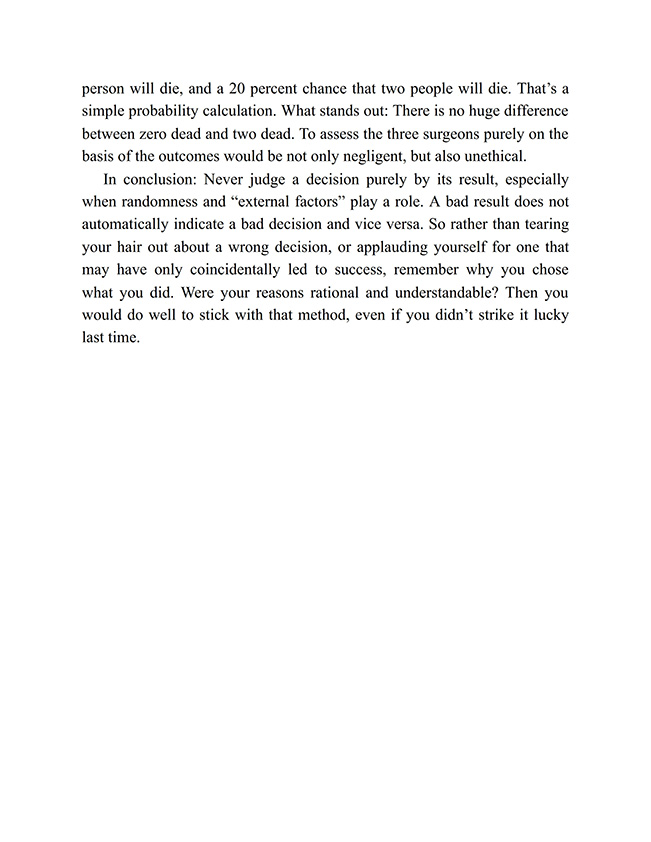 person will die, and a 20 percent chance that two people will die. That’s a
simple probability calculation. What stands out: There is no huge difference
between zero dead and two dead. To assess the three surgeons purely on the
basis of the outcomes would be not only negligent, but also unethical.
In conclusion: Never judge a decision purely by its result, especially
when randomness and “external factors” play a role. A bad result does not
automatically indicate a bad decision and vice versa. So rather than tearing
your hair out about a wrong decision, or applauding yourself for one that
may have only coincidentally led to success, remember why you chose
what you did. Were your reasons rational and understandable? Then you
would do well to stick with that method, even if you didn’t strike it lucky
last time.